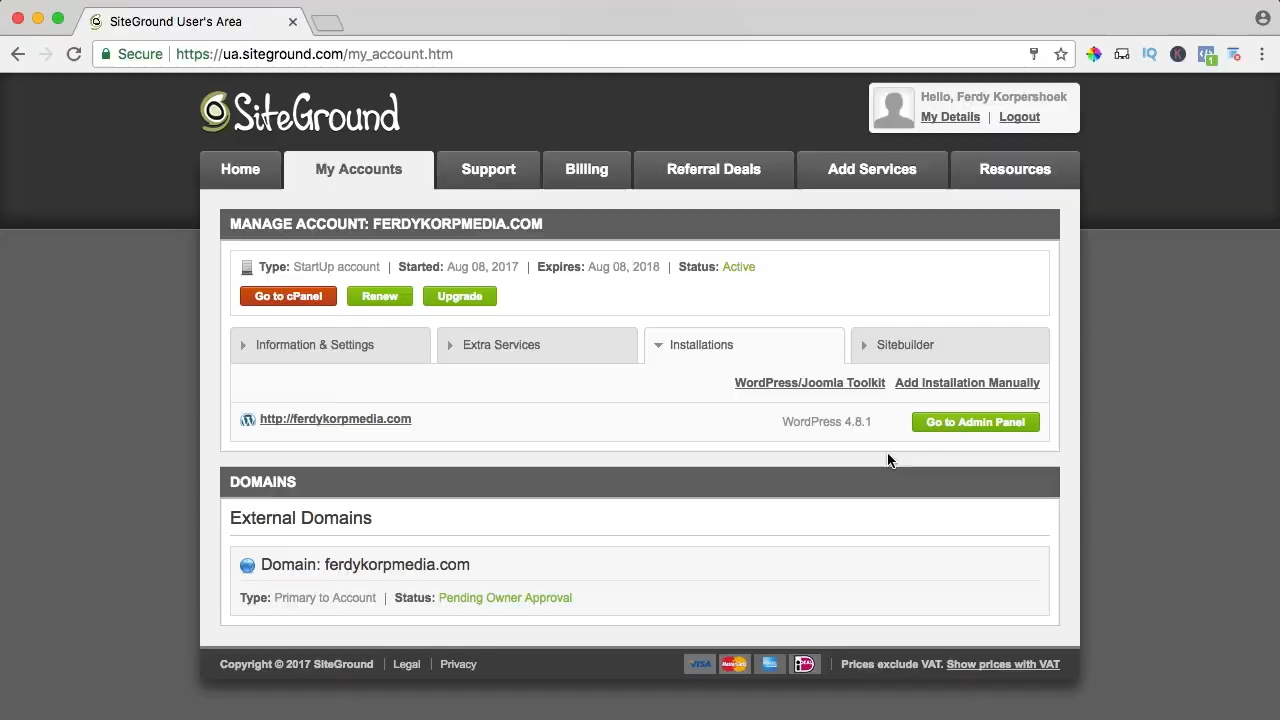 SiteGround User's Area
Secure https://ua.siteground.com/my_account.htm
SiteGround
Hello, Ferdy Korpershoek
My Details | Logout
Home My Accounts Support Billing Referral Deals Add Services Resources
MANAGE ACCOUNT: FERDYKORPMEDIA.COM
Type: StartUp account | Started: Aug 08, 2017 | Expires: Aug 08, 2018 | Status: Active
Go to cPanel Renew Upgrade
Information & Settings Extra Services Installations Sitebuilder
WordPress/Joomla Toolkit Add Installation Manually
http://ferdykorpmedia.com WordPress 4.8.1 Go to Admin Panel
DOMAINS
External Domains
Domain: ferdykorpmedia.com
Type: Primary to Account | Status: Pending Owner Approval
Copyright © 2017 SiteGround | Legal | Privacy VISA MasterCard iDEAL | Prices exclude VAT. Show prices with VAT